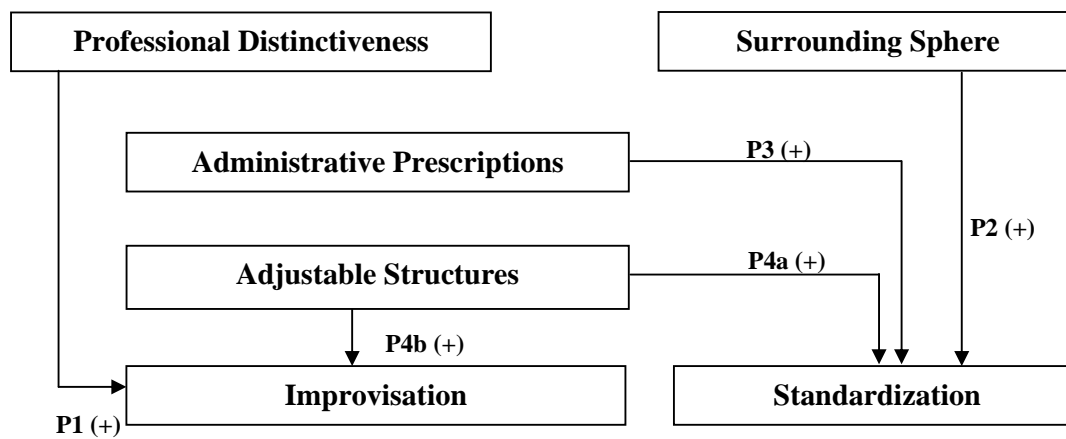 Professional Distinctiveness
Surrounding Sphere
Administrative Prescriptions
P3 (+)
P2 (+)
Adjustable Structures
P4a (+)
P4b (+)
Improvisation
Standardization
P1 (+)